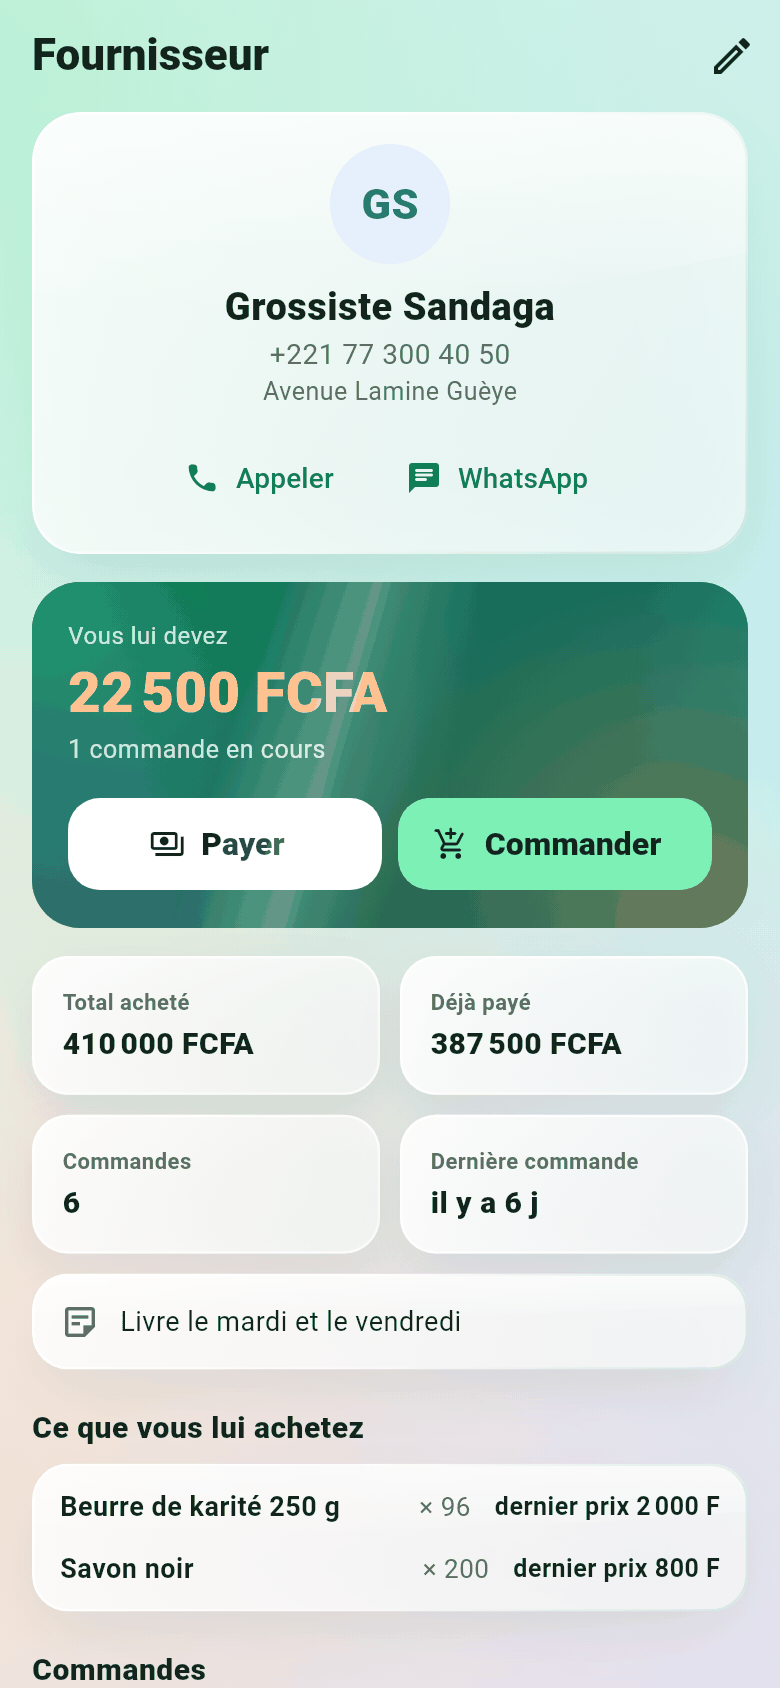 Fournisseur
GS
Grossiste Sandaga
+221 77 300 40 50
Avenue Lamine Guèye
Appeler
WhatsApp
Vous lui devez
22 500 FCFA
1 commande en cours
Payer
Commander
Total acheté
410 000 FCFA
Déjà payé
387 500 FCFA
Commandes
6
Dernière commande
il y a 6 j
Livre le mardi et le vendredi
Ce que vous lui achetez
Beurre de karité 250 g × 96 dernier prix 2 000 F
Savon noir × 200 dernier prix 800 F
Commandes